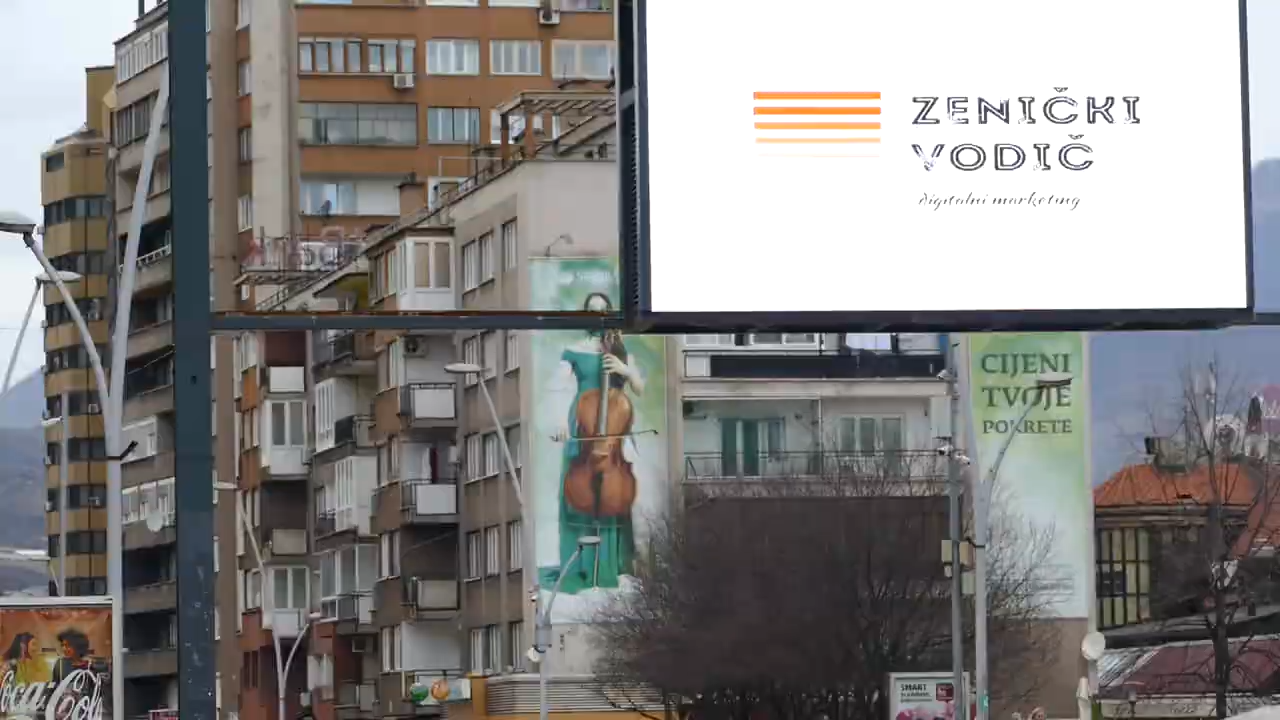 ZENIČKI
VODIČ
digitalni marketing
CIJENI
TVOJE
POKRETE
Coca-Cola
SMART